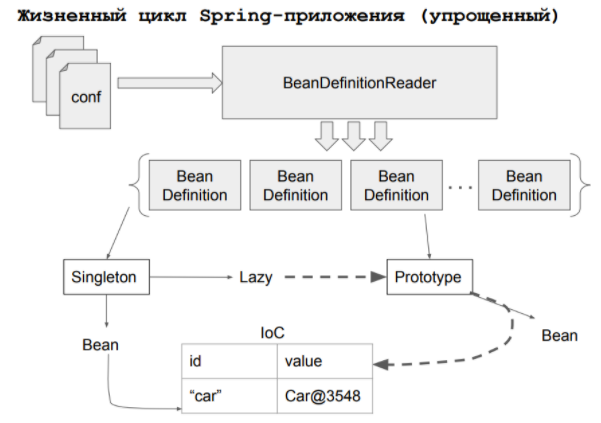 Жизненный цикл Spring-приложения (упрощенный)
conf
BeanDefinitionReader
Bean
Definition
Bean
Definition
Bean
Definition
...
Bean
Definition
Singleton
Lazy
Prototype
Bean
IoC
Bean
id
value
“car”
Car@3548